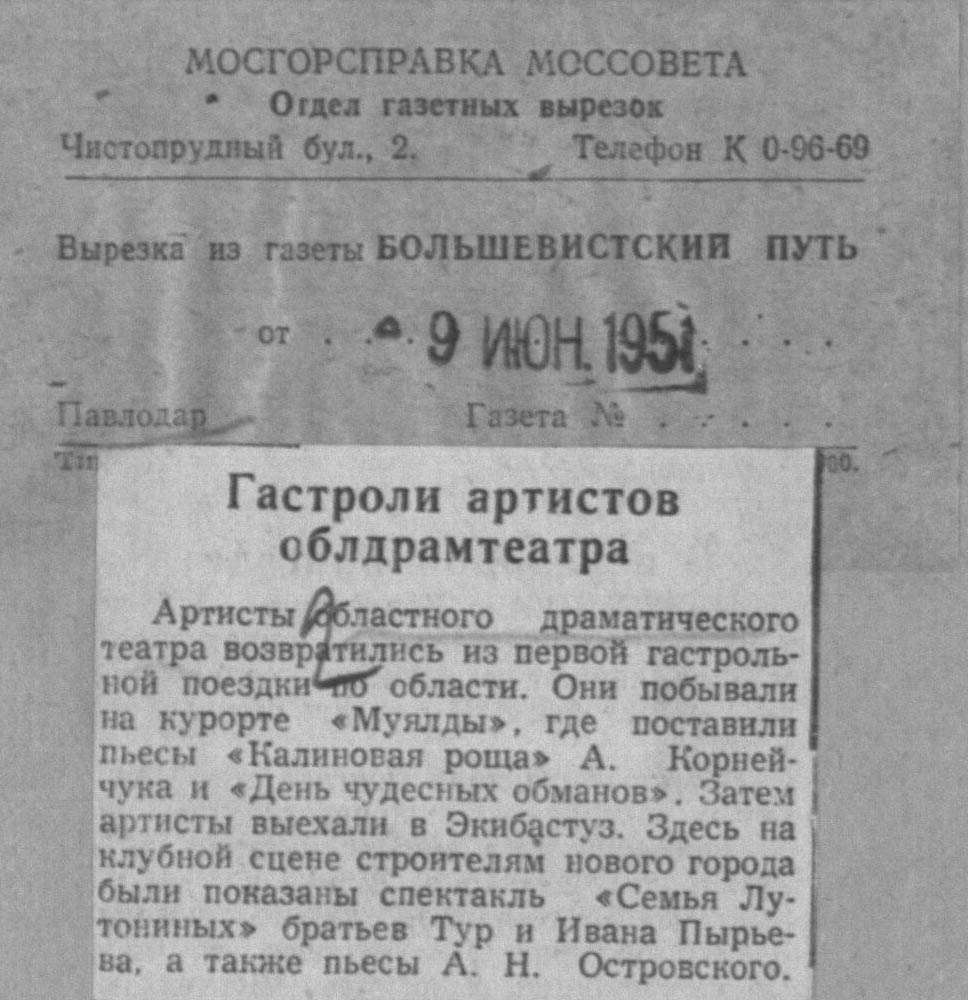 МОСГОРСПРАВКА МОССОВЕТА
Отдел газетных вырезок
Чистопрудный бул., 2. Телефон К 0-96-69
Вырезка из газеты БОЛЬШЕВИСТСКИЙ ПУТЬ
от . . . 9 ИЮН. 1951 . . . .
Павлодар Газета № . . . . .
Гастроли артистов
облдрамтеатра
Артисты областного драматического
театра возвратились из первой гастроль-
ной поездки по области. Они побывали
на курорте «Муялды», где поставили
пьесы «Калиновая роща» А. Корней-
чука и «День чудесных обманов». Затем
артисты выехали в Экибастуз. Здесь на
клубной сцене строителям нового города
были показаны спектакль «Семья Лу-
тониных» братьев Тур и Ивана Пырье-
ва, а также пьесы А. Н. Островского.